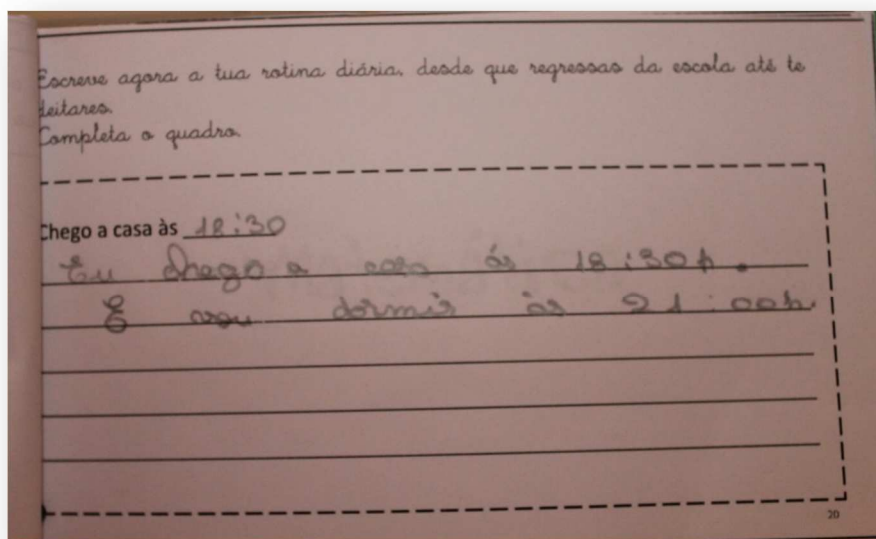 Escreve agora a tua rotina diária, desde que regressas da escola até te
deitares.
Completa o quadro.
Chego a casa às 18:30
Eu chego a casa ás 18:30h.
E vou dormir às 21:00h.
20